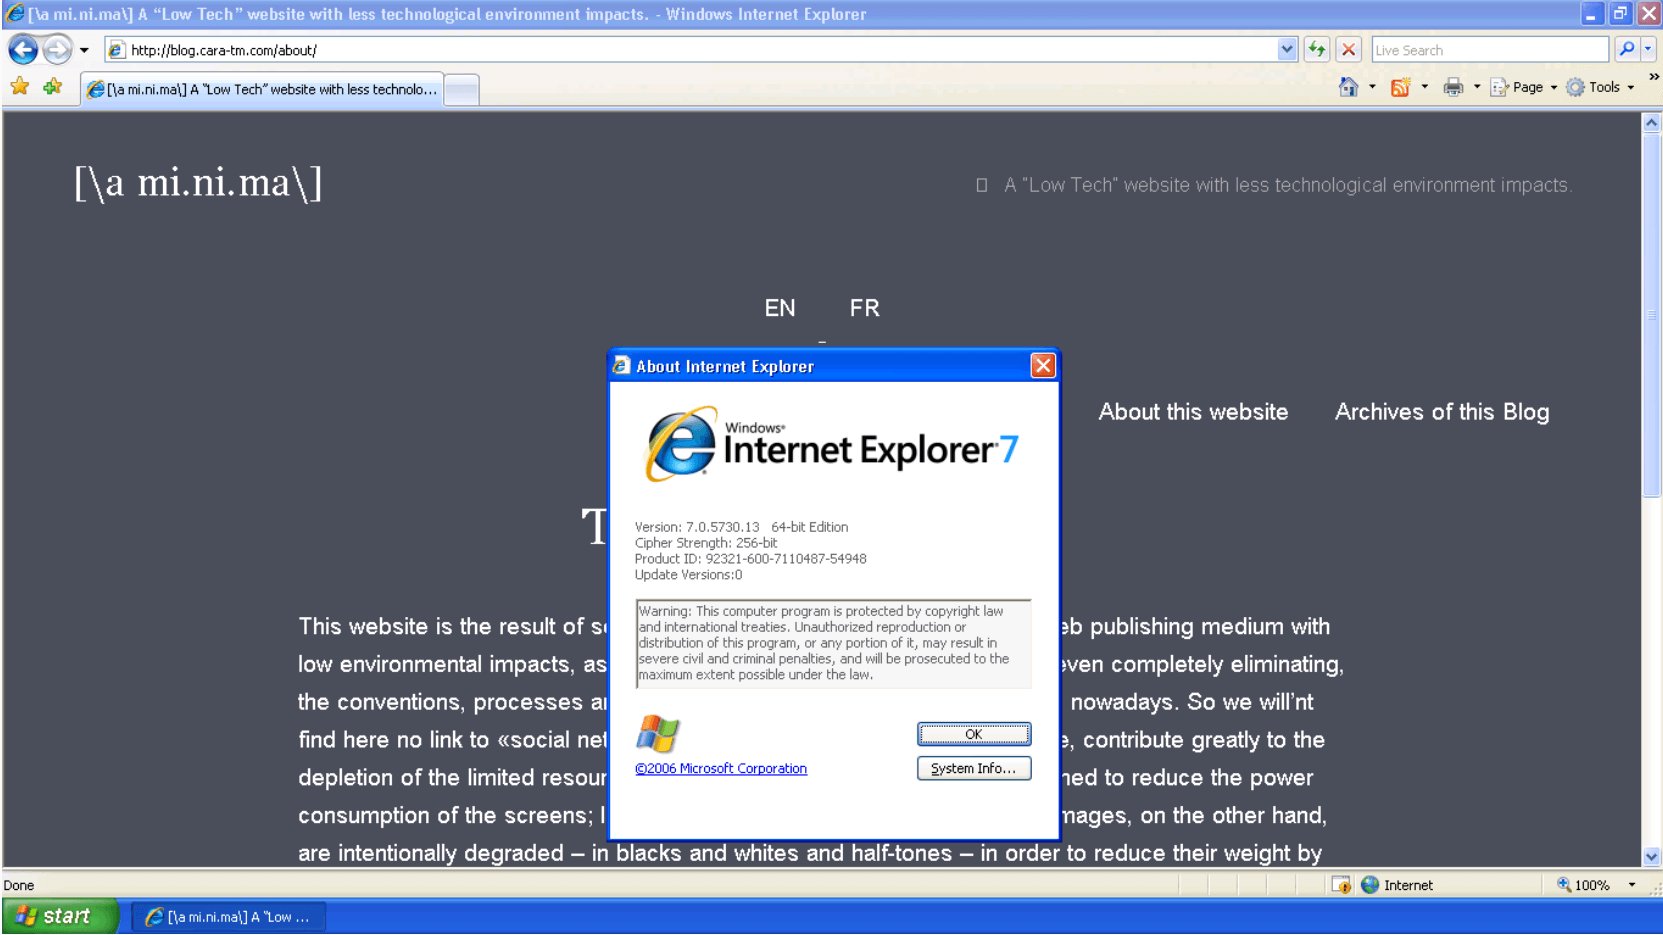 [\a mi.ni.ma\] A “Low Tech” website with less technological environment impacts. - Windows Internet Explorer
http://blog.cara-tm.com/about/
Live Search
[\a mi.ni.ma\] A “Low Tech” website with less technolo...
Page
Tools
»
[\a mi.ni.ma\]
A "Low Tech" website with less technological environment impacts.
EN FR
–
About this website Archives of this Blog
T
This website is the result of
eb publishing medium with
low environmental impacts, as
even completely eliminating,
the conventions, processes
nowadays. So we will'nt
find here no link to «social
, contribute greatly to the
depletion of the limited
to reduce the power
consumption of the screens;
on the other hand,
are intentionally degraded – in blacks and whites and half-tones – in order to reduce their weight by
About Internet Explorer
Windows®
Internet Explorer 7
Version: 7.0.5730.13 64-bit Edition
Cipher Strength: 256-bit
Product ID: 92321-600-7110487-54948
Update Versions:0
Warning: This computer program is protected by copyright law
and international treaties. Unauthorized reproduction or
distribution of this program, or any portion of it, may result in
severe civil and criminal penalties, and will be prosecuted to the
maximum extent possible under the law.
OK
©2006 Microsoft Corporation
System Info...
Done
Internet
100%
start
[\a mi.ni.ma\] A “Low ...